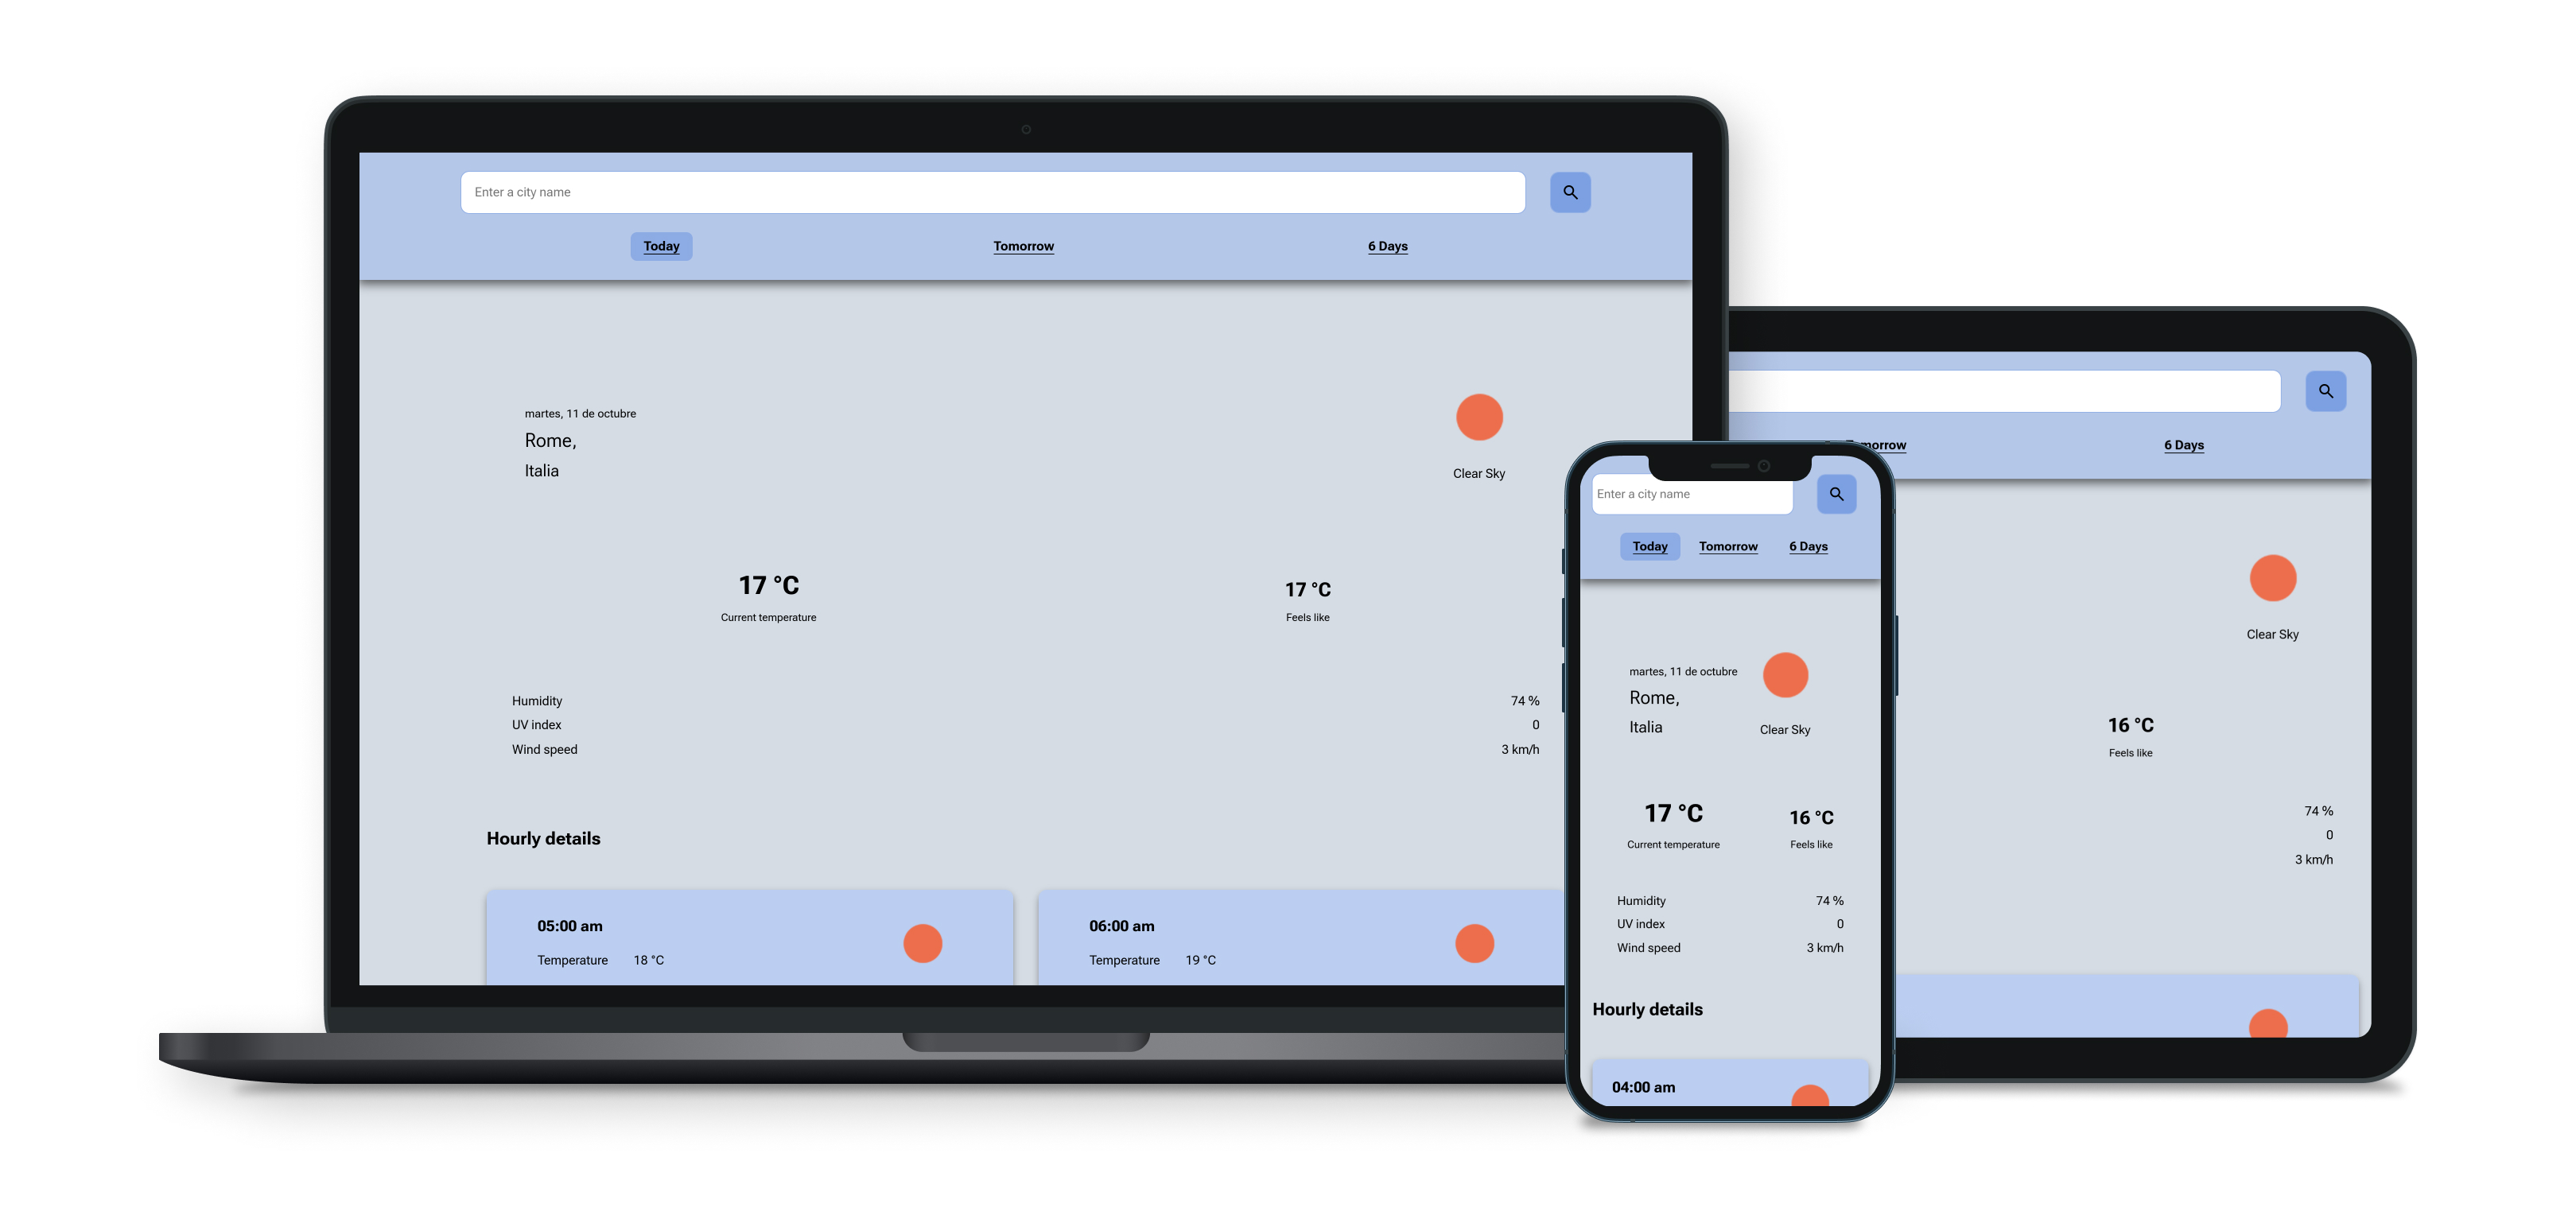 Enter a city name
Today Tomorrow 6 Days
martes, 11 de octubre
Rome,
Italia
Clear Sky
17 °C
Current temperature
17 °C
Feels like
Humidity 74 %
UV index 0
Wind speed 3 km/h
Hourly details
05:00 am
Temperature 18 °C
06:00 am
Temperature 19 °C
Enter a city name
Today Tomorrow 6 Days
martes, 11 de octubre
Rome,
Italia
Clear Sky
17 °C
Current temperature
16 °C
Feels like
Humidity 74 %
UV index 0
Wind speed 3 km/h
Hourly details
04:00 am
morrow 6 Days
Clear Sky
16 °C
Feels like
74 %
0
3 km/h